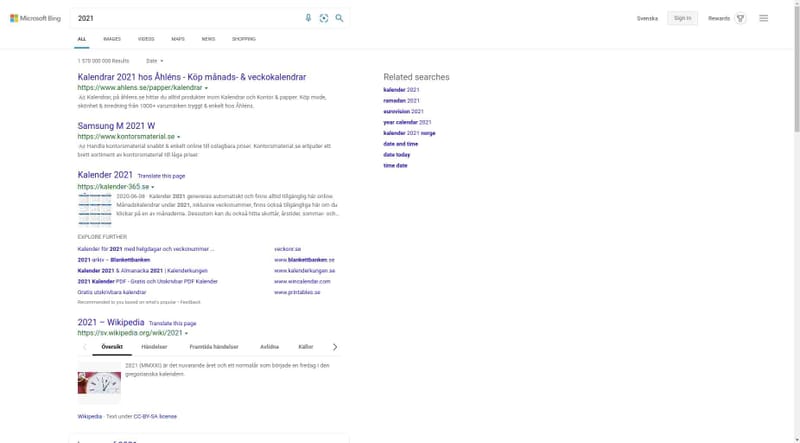 Microsoft Bing
2021
Svenska
Sign in
Rewards
ALL IMAGES VIDEOS MAPS NEWS SHOPPING
1 570 000 000 Results Date
Kalendrar 2021 hos Åhléns - Köp månads- & veckokalendrar
https://www.ahlens.se/papper/kalendrar
Ad Kalendrar, på åhlens.se hittar du alltid produkter inom Kalendrar och Kontor & papper. Köp mode,
skönhet & inredning från 1000+ varumärken tryggt & enkelt hos Åhléns.
Samsung M 2021 W
https://www.kontorsmaterial.se
Ad Handla kontorsmaterial snabbt & enkelt online till oslagbara priser. Kontorsmaterial.se erbjuder ett
brett sortiment av kontorsmaterial till låga priser.
Kalender 2021 Translate this page
https://kalender-365.se
2020-06-08 · Kalender 2021 genereras automatiskt och finns alltid tillgänglig här online.
Månadskalendrar under 2021, inklusive veckonummer, finns också tillgängliga här om du
klickar på en av månaderna. Dessutom kan du också hitta skottår, årstider, sommar- och...
EXPLORE FURTHER
Kalender för 2021 med helgdagar och veckonummer ... veckonr.se
2021 arkiv – Blankettbanken www.blankettbanken.se
Kalender 2021 & Almanacka 2021 | Kalenderkungen www.kalenderkungen.se
2021 Kalender PDF - Gratis och Utskrivbar PDF Kalender www.wincalendar.com
Gratis utskrivbara kalendrar www.printables.se
Recommended to you based on what's popular • Feedback
2021 – Wikipedia Translate this page
https://sv.wikipedia.org/wiki/2021
Översikt Händelser Framtida händelser Avlidna Källor
2021 (MMXXI) är det nuvarande året och ett normalår som började en fredag i den
gregorianska kalendern.
Wikipedia · Text under CC-BY-SA license
Related searches
kalender 2021
ramadan 2021
eurovision 2021
year calendar 2021
kalender 2021 norge
date and time
date today
time date